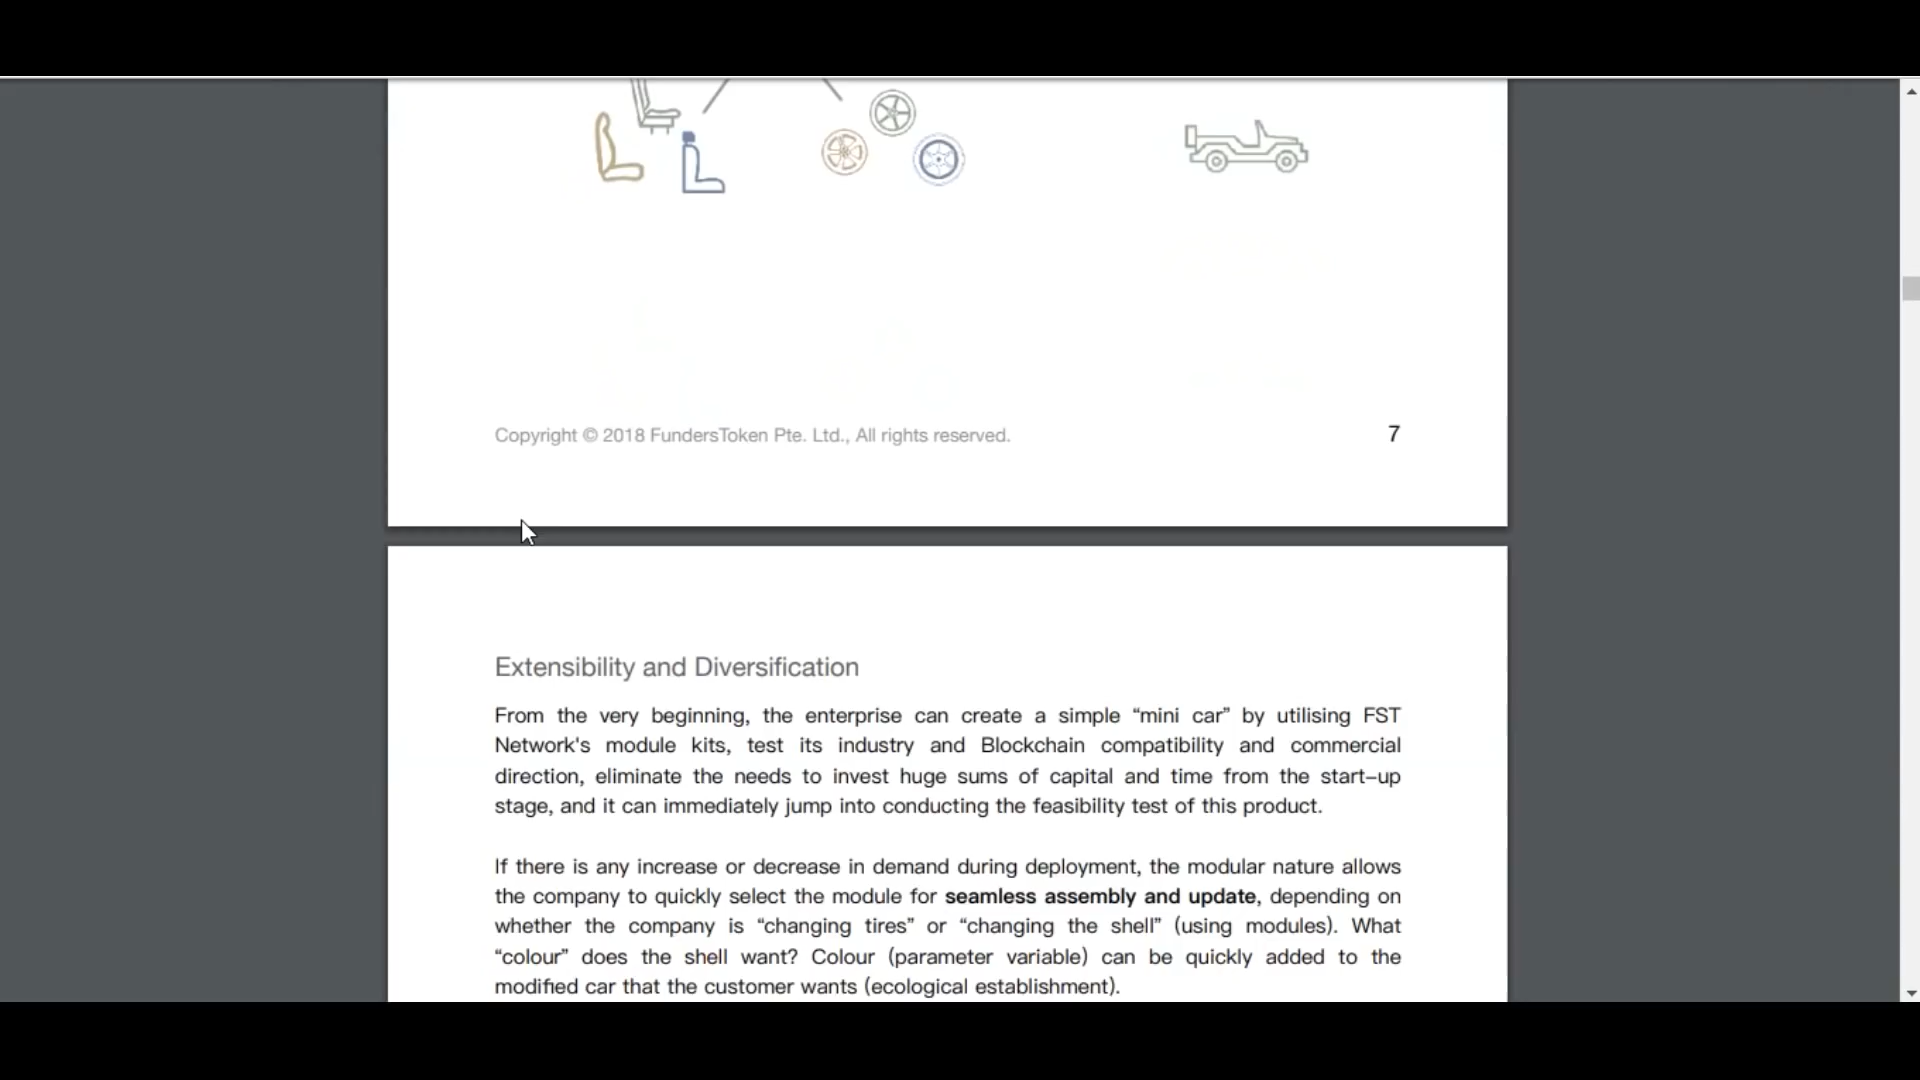 Copyright © 2018 FundersToken Pte. Ltd., All rights reserved.
7
Extensibility and Diversification
From the very beginning, the enterprise can create a simple “mini car” by utilising FST
Network's module kits, test its industry and Blockchain compatibility and commercial
direction, eliminate the needs to invest huge sums of capital and time from the start–up
stage, and it can immediately jump into conducting the feasibility test of this product.
If there is any increase or decrease in demand during deployment, the modular nature allows
the company to quickly select the module for seamless assembly and update, depending on
whether the company is “changing tires” or “changing the shell” (using modules). What
“colour” does the shell want? Colour (parameter variable) can be quickly added to the
modified car that the customer wants (ecological establishment).